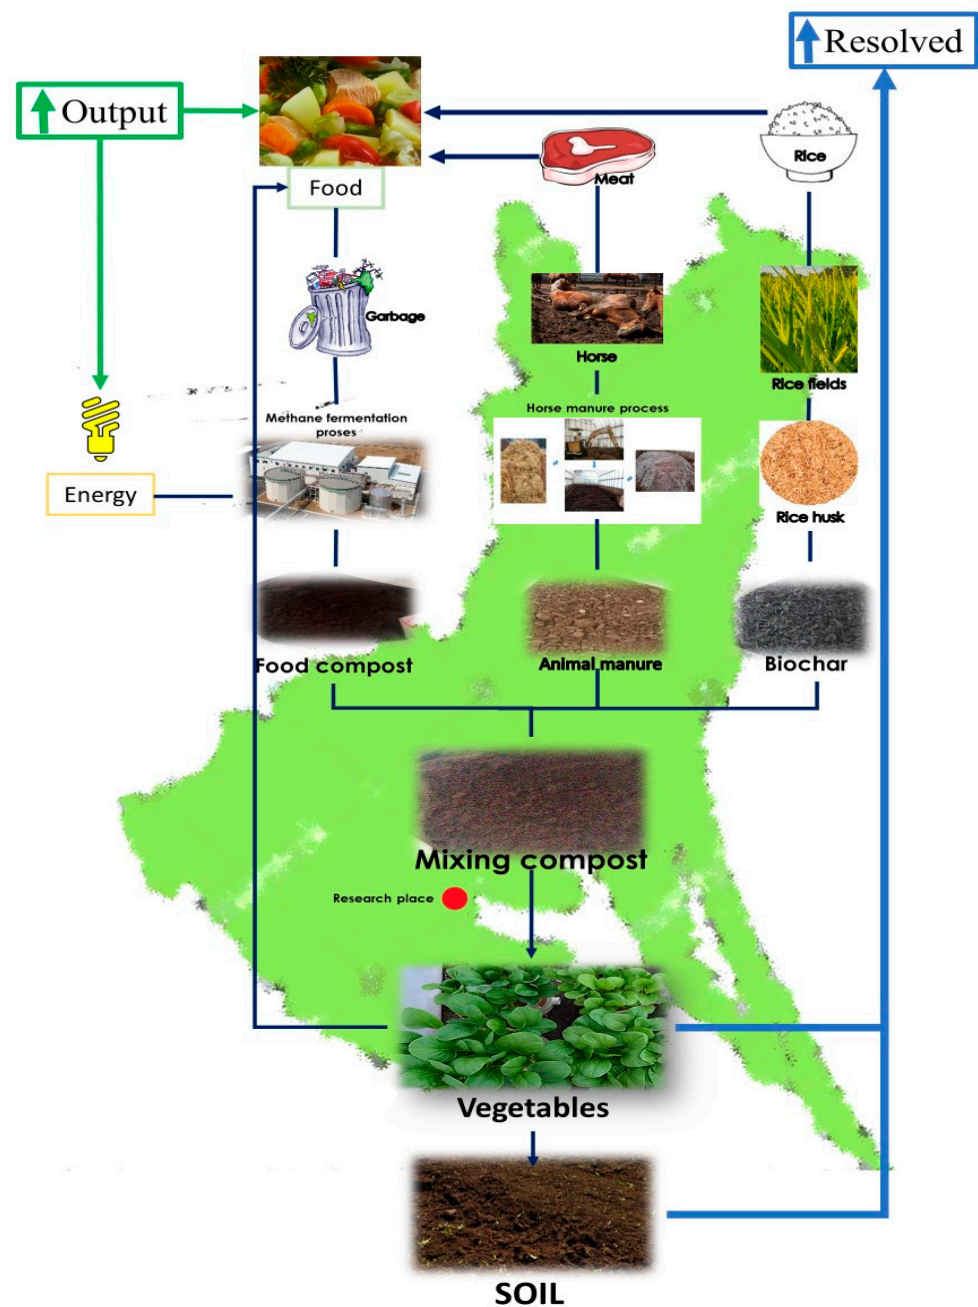 Resolved
Output
Rice
Meat
Food
Garbage
Horse
Rice fields
Methane fermentation
proses
Horse manure process
Energy
Rice husk
Food compost
Animal manure
Biochar
Mixing compost
Research place
Vegetables
SOIL